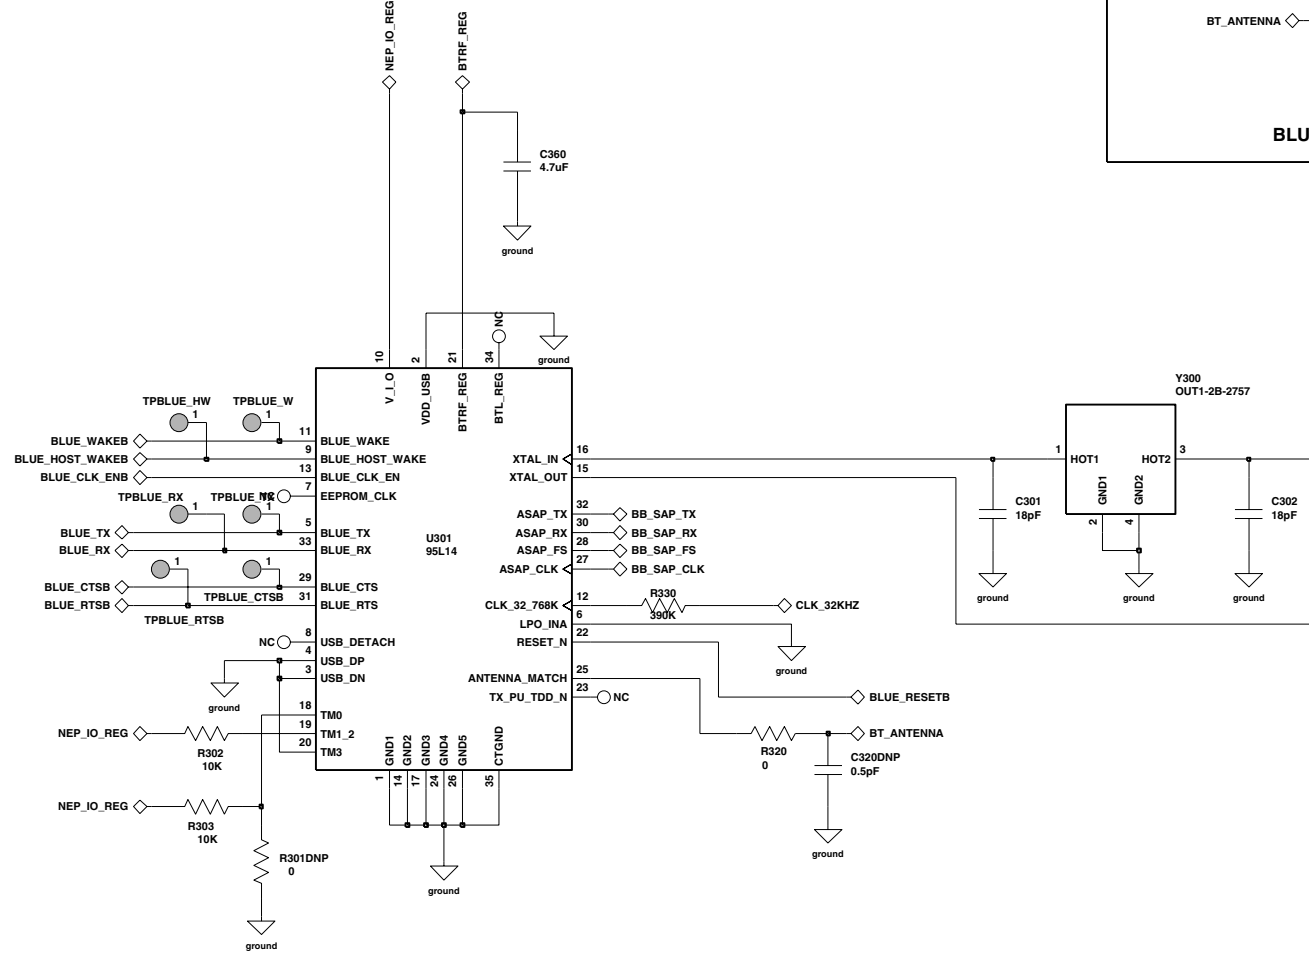 NEP_IO_REG
BTRF_REG
BT_ANTENNA
BLU
C360
4.7uF
ground
NC
ground
10
2
21
34
V_I_O
VDD_USB
BTRF_REG
BTL_REG
Y300
OUT1-2B-2757
TPBLUE_HW
1
TPBLUE_W
1
BLUE_WAKEB
11
BLUE_WAKE
BLUE_HOST_WAKEB
9
BLUE_HOST_WAKE
BLUE_CLK_ENB
13
BLUE_CLK_EN
TPBLUE_RX
1
TPBLUE_TX
1
NC
7
EEPROM_CLK
BLUE_TX
5
BLUE_TX
BLUE_RX
33
BLUE_RX
1
1
BLUE_CTSB
29
BLUE_CTS
TPBLUE_CTSB
BLUE_RTSB
31
BLUE_RTS
TPBLUE_RTSB
NC
8
USB_DETACH
4
USB_DP
3
USB_DN
ground
18
TM0
NEP_IO_REG
19
TM1_2
R302
10K
20
TM3
U301
95L14
XTAL_IN
16
XTAL_OUT
15
ASAP_TX
32
BB_SAP_TX
ASAP_RX
30
BB_SAP_RX
ASAP_FS
28
BB_SAP_FS
ASAP_CLK
27
BB_SAP_CLK
CLK_32_768K
12
R330
390K
CLK_32KHZ
LPO_INA
6
ground
RESET_N
22
BLUE_RESETB
ANTENNA_MATCH
25
TX_PU_TDD_N
23
NC
R320
0
BT_ANTENNA
C320DNP
0.5pF
ground
1
HOT1
HOT2
3
GND1
GND2
2
4
ground
C301
18pF
ground
C302
18pF
ground
GND1
GND2
GND3
GND4
GND5
CTGND
1
14
17
24
26
35
ground
NEP_IO_REG
R303
10K
R301DNP
0
ground